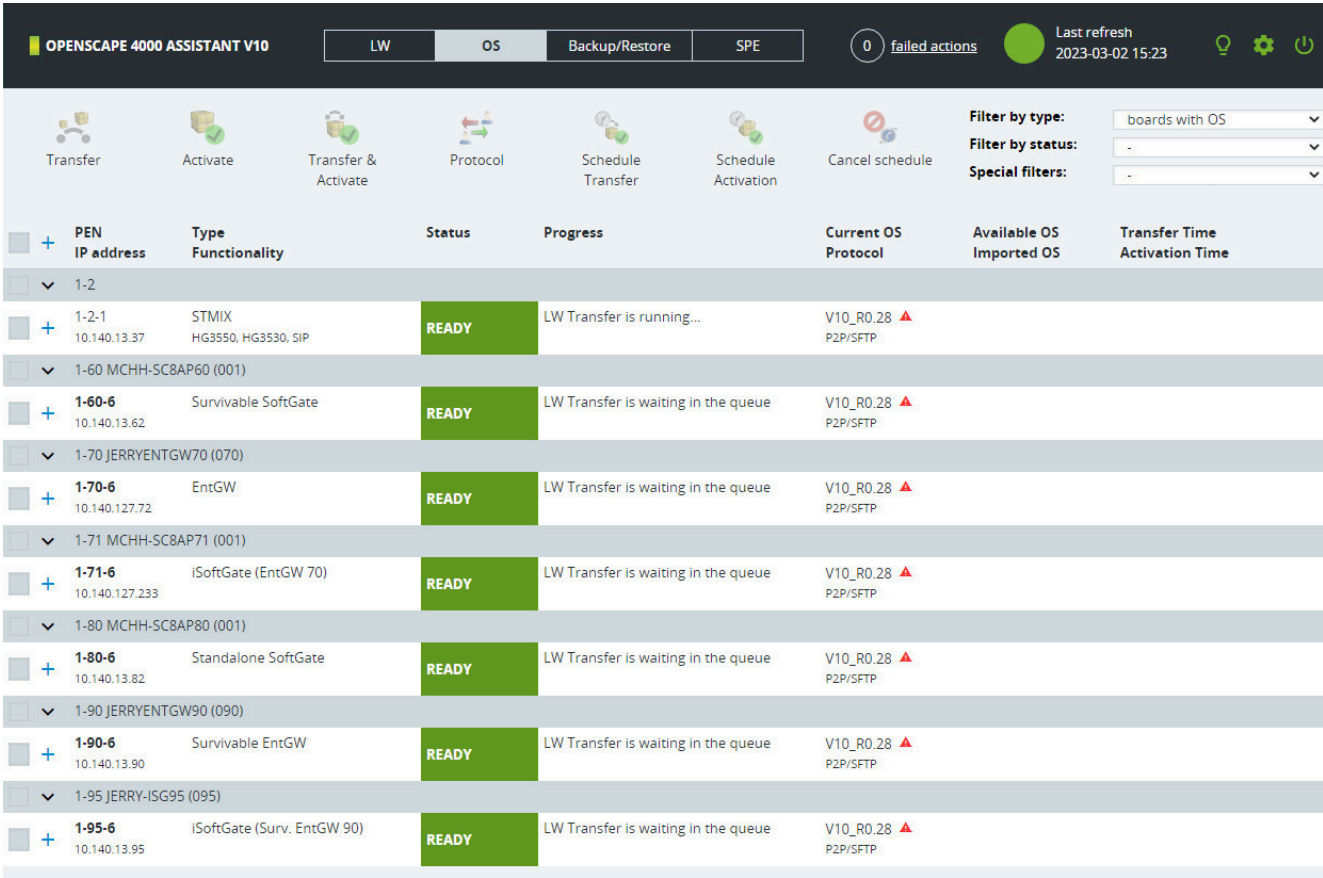 OPENSCAPE 4000 ASSISTANT V10
LW OS Backup/Restore SPE
0 failed actions
Last refresh
2023-03-02 15:23
Transfer
Activate
Transfer &
Activate
Protocol
Schedule
Transfer
Schedule
Activation
Cancel schedule
Filter by type: boards with OS
Filter by status: -
Special filters: -
PEN Type Status Progress Current OS Available OS Transfer Time
IP address Functionality Protocol Imported OS Activation Time
1-2
1-2-1 STMIX READY LW Transfer is running... V10_R0.28
10.140.13.37 HG3550, HG3530, SIP P2P/SFTP
1-60 MCHH-SC8AP60 (001)
1-60-6 Survivable SoftGate READY LW Transfer is waiting in the queue V10_R0.28
10.140.13.62 P2P/SFTP
1-70 JERRYENTGW70 (070)
1-70-6 EntGW READY LW Transfer is waiting in the queue V10_R0.28
10.140.127.72 P2P/SFTP
1-71 MCHH-SC8AP71 (001)
1-71-6 iSoftGate (EntGW 70) READY LW Transfer is waiting in the queue V10_R0.28
10.140.127.233 P2P/SFTP
1-80 MCHH-SC8AP80 (001)
1-80-6 Standalone SoftGate READY LW Transfer is waiting in the queue V10_R0.28
10.140.13.82 P2P/SFTP
1-90 JERRYENTGW90 (090)
1-90-6 Survivable EntGW READY LW Transfer is waiting in the queue V10_R0.28
10.140.13.90 P2P/SFTP
1-95 JERRY-ISG95 (095)
1-95-6 iSoftGate (Surv. EntGW 90) READY LW Transfer is waiting in the queue V10_R0.28
10.140.13.95 P2P/SFTP